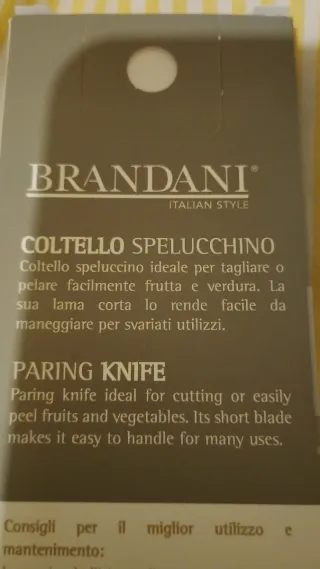 BRANDANI®
ITALIAN STYLE
COLTELLO SPELUCCHINO
Coltello speluccino ideale per tagliare o
pelare facilmente frutta e verdura. La
sua lama corta lo rende facile da
maneggiare per svariati utilizzi.
PARING KNIFE
Paring knife ideal for cutting or easily
peel fruits and vegetables. Its short blade
makes it easy to handle for many uses.
Consigli per il miglior utilizzo e
mantenimento: